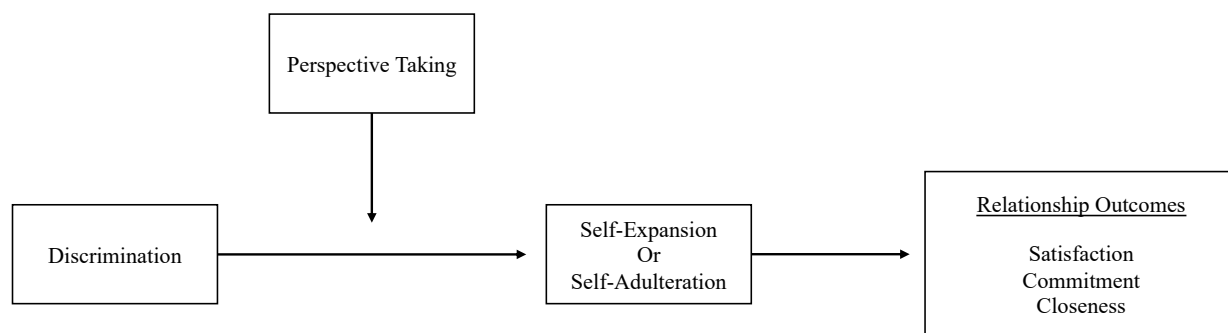 Perspective Taking
Discrimination
Self-Expansion
Or
Self-Adulteration
Relationship Outcomes
Satisfaction
Commitment
Closeness